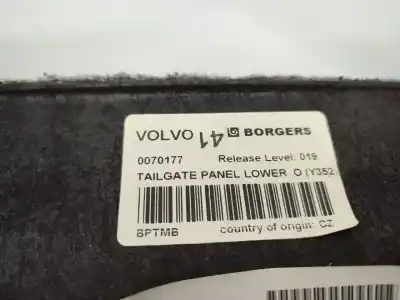 VOLVO 41 BORGERS
0070177 Release Level: 019
TAILGATE PANEL LOWER O (Y352)
BPTMB country of origin: CZ